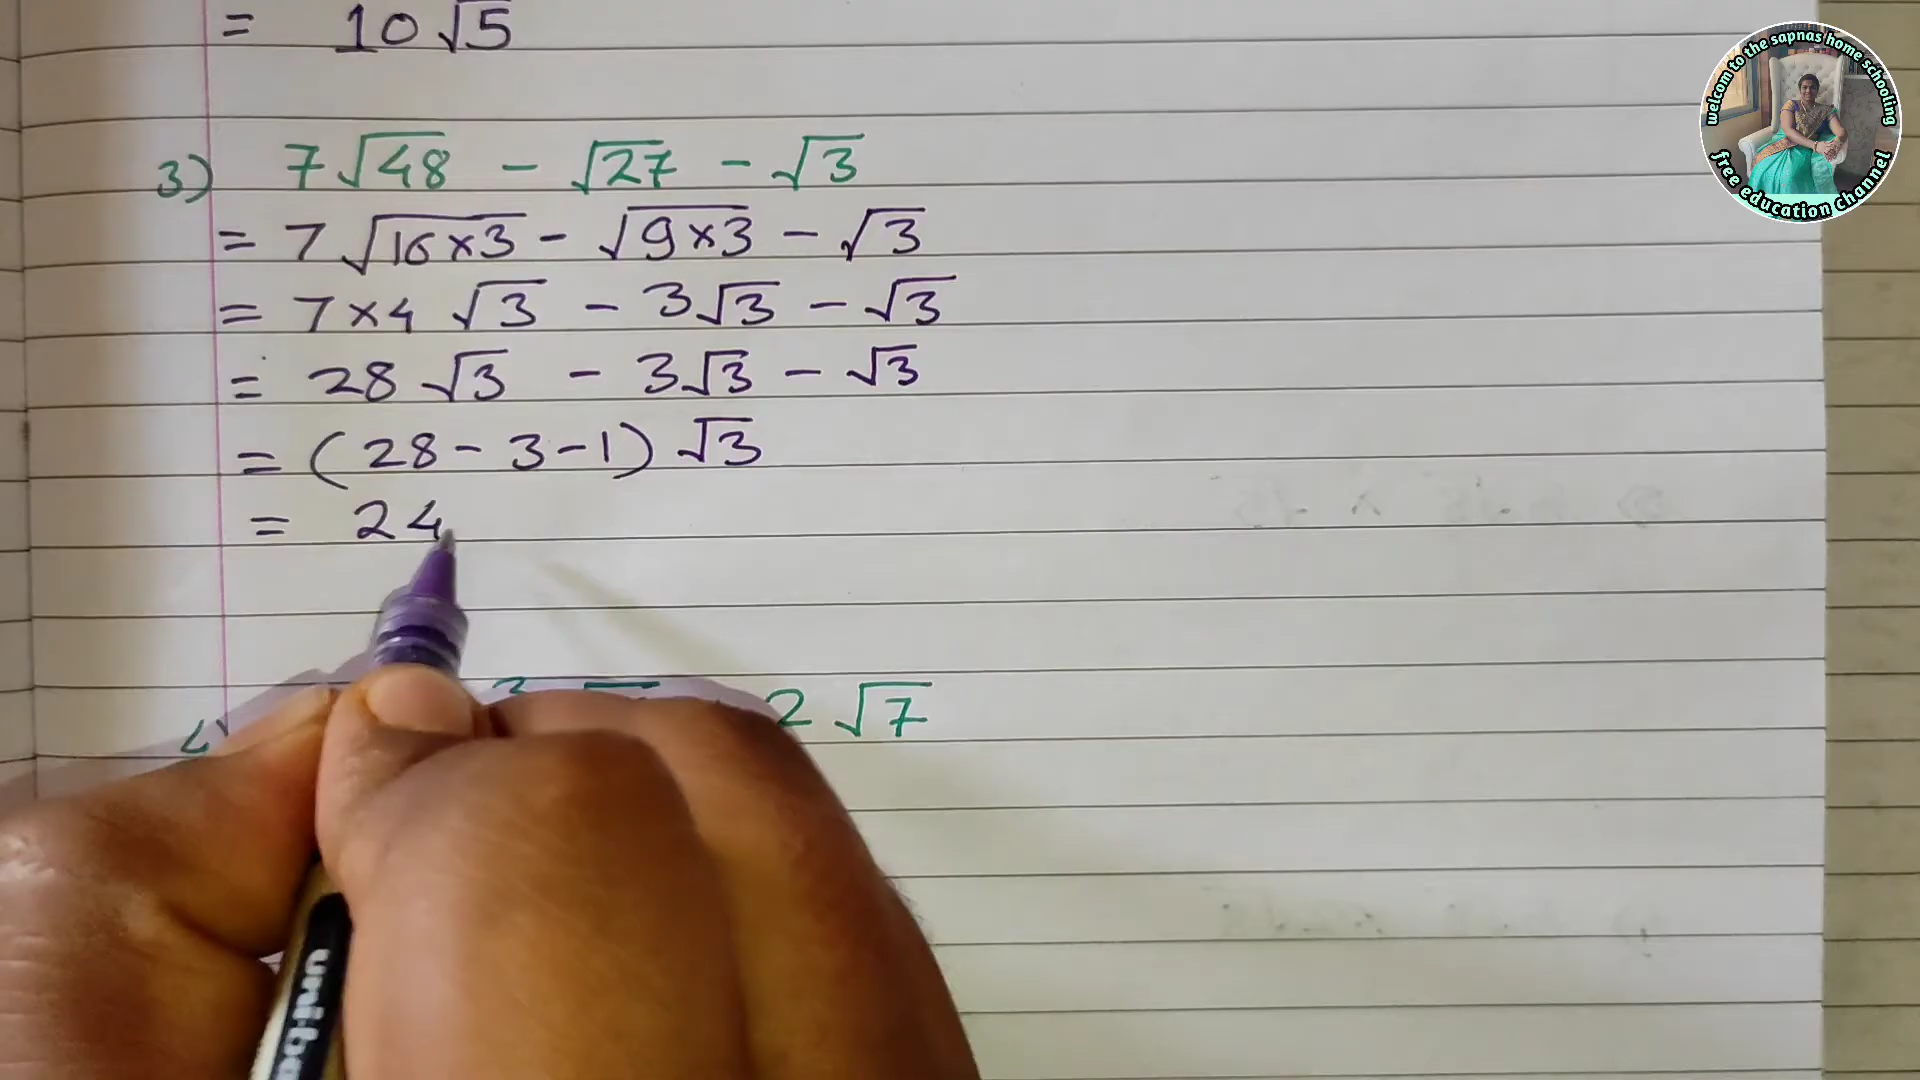 = 10√5
3) 7√48 - √27 - √3
= 7√16×3 - √9×3 - √3
= 7×4 √3 - 3√3 - √3
= 28√3 - 3√3 - √3
= (28 - 3 - 1) √3
= 24
2√7
welcom to the sapnas home schooling
free education channel
uni-ba